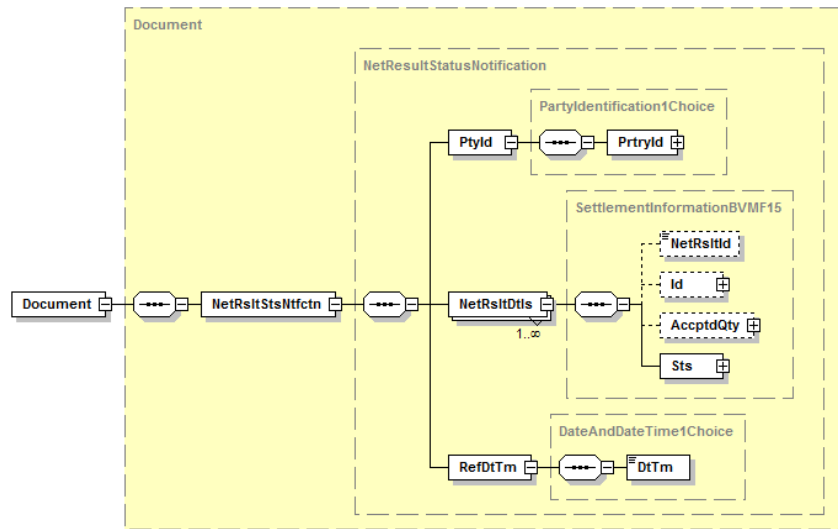 Document
NetResultStatusNotification
PartyIdentification1Choice
PtyId
PrtryId
SettlementInformationBVMF15
NetRsltId
Id
Document
NetRsltStsNtfctn
NetRsltDtls
AccptdQty
1..∞
Sts
DateAndDateTime1Choice
RefDtTm
DtTm